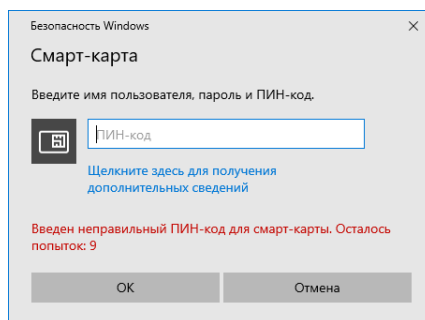 Безопасность Windows
Смарт-карта
Введите имя пользователя, пароль и ПИН-код.
ПИН-код
Щелкните здесь для получения
дополнительных сведений
Введен неправильный ПИН-код для смарт-карты. Осталось
попыток: 9
ОК
Отмена